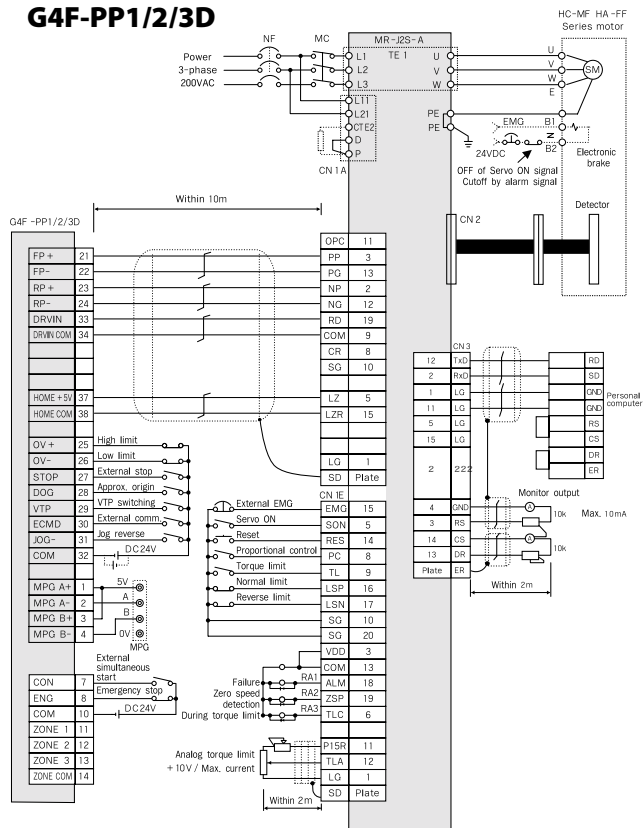 G4F-PP1/2/3D
HC-MF HA-FF
Series motor
NF
MC
MR-J2S-A
TE 1
Power
3-phase
200VAC
L1
L2
L3
L11
L21
CTE2
D
P
CN 1A
U
V
W
PE
PE
U
V
W
E
SM
EMG
B1
B2
24VDC
Electronic
brake
OFF of Servo ON signal
Cutoff by alarm signal
Detector
CN 2
Within 10m
G4F -PP1/2/3D
FP + 21
FP- 22
RP + 23
RP- 24
DRVIN 33
DRVIN COM 34
HOME + 5V 37
HOME COM 38
OV + 25 High limit
OV- 26 Low limit
STOP 27 External stop
DOG 28 Approx. origin
VTP 29 VTP switching
ECMD 30 External comm.
JOG- 31 Jog reverse
COM 32 DC24V
MPG A+ 1 5V
MPG A- 2 A
MPG B+ 3 B
MPG B- 4 0V
MPG
External
simultaneous
start
CON 7
ENG 8 Emergency stop
COM 10 DC24V
ZONE 1 11
ZONE 2 12
ZONE 3 13
ZONE COM 14
OPC 11
PP 3
PG 13
NP 2
NG 12
RD 19
COM 9
CR 8
SG 10
LZ 5
LZR 15
LG 1
SD Plate
CN 1E
External EMG EMG 15
Servo ON SON 5
Reset RES 14
Proportional control PC 8
Torque limit TL 9
Normal limit LSP 16
Reverse limit LSN 17
SG 10
SG 20
VDD 3
COM 13
Failure RA1 ALM 18
Zero speed
detection RA2 ZSP 19
During torque limit RA3 TLC 6
P15R 11
Analog torque limit
+10V / Max. current
TLA 12
LG 1
SD Plate
Within 2m
CN 3
12 TxD RD
2 RxD SD
1 LG GND
11 LG GND
5 LG RS
15 LG CS
DR
2 222
ER
Personal
computer
4 GND
3 RS
14 CS
13 DR
Plate ER
Monitor output
A
10k
Max. 10mA
A
10k
Within 2m